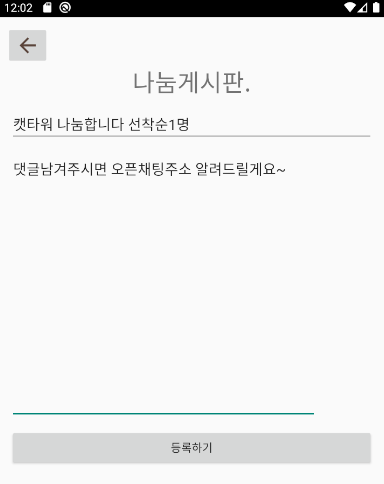 12:02
나눔게시판.
캣타워 나눔합니다 선착순1명
댓글남겨주시면 오픈채팅주소 알려드릴게요~
등록하기